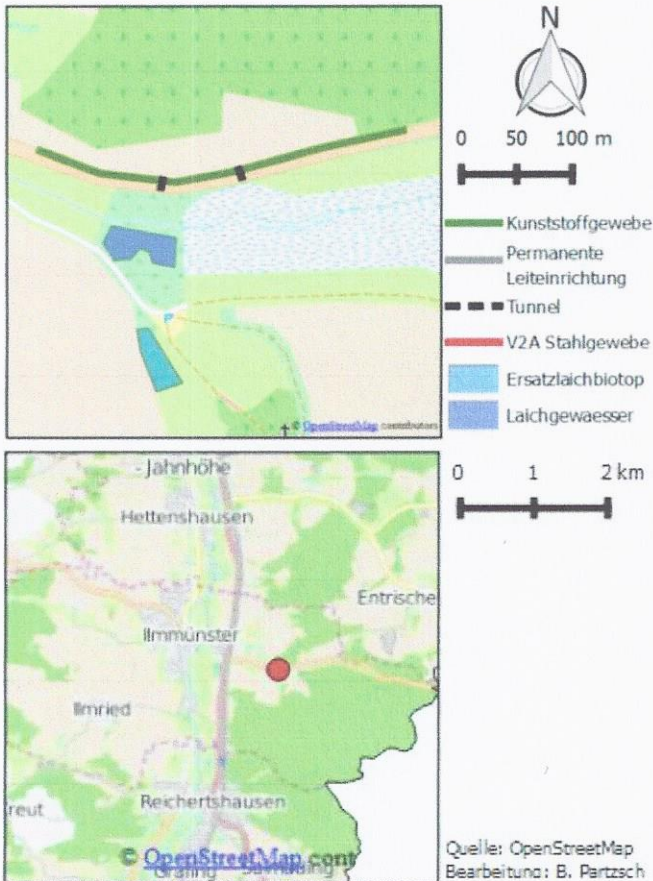 N
0 50 100 m
Kunststoffgewebe
Permanente
Leiteinrichtung
Tunnel
V2A Stahlgewebe
Ersatzlaichbiotop
Laichgewaesser
P
© OpenStreetMap contributors
0 1 2 km
- Jahnhöhe
Hettenshausen
Entrische
Ilmmünster
Ilmried
Reichertshausen
reut
© OpenStreetMap cont
Grafing
Quelle: OpenStreetMap
Bearbeitung: B. Partzsch